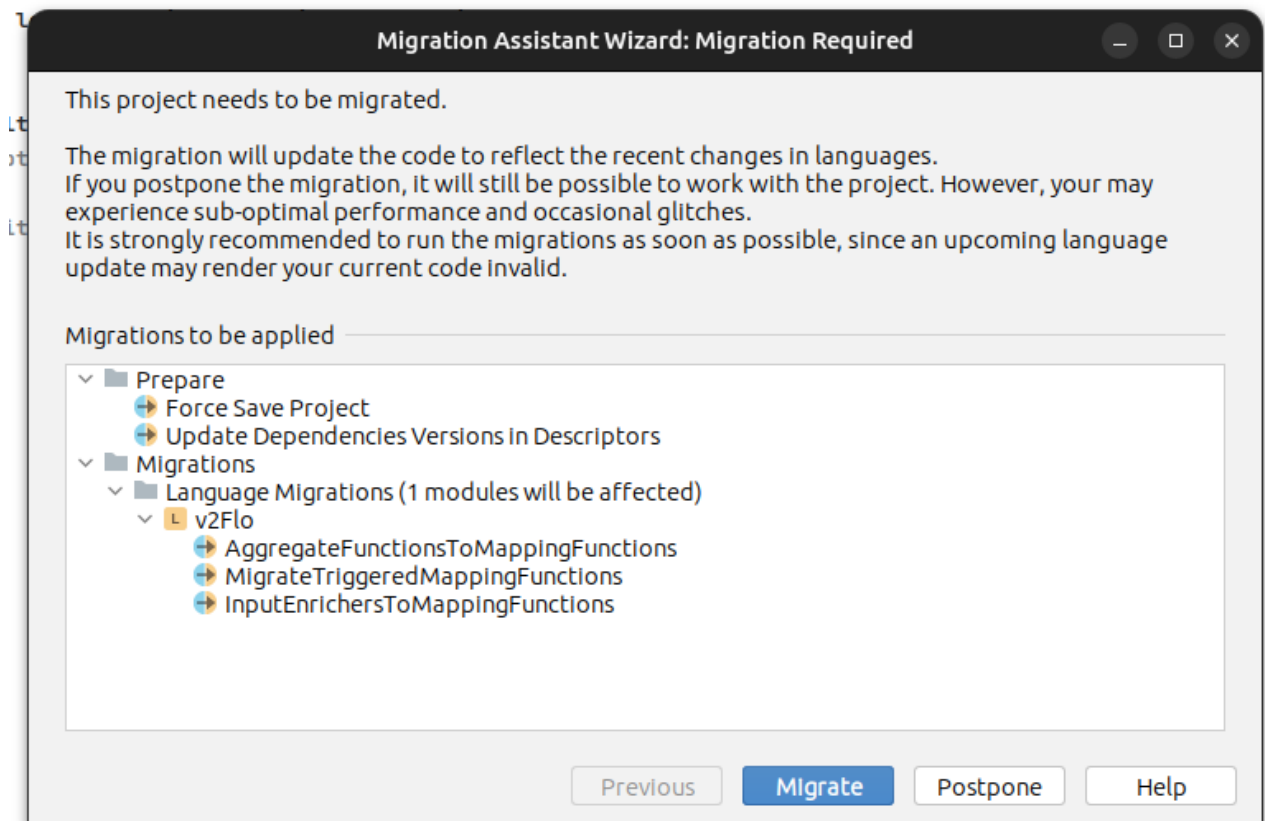 Migration Assistant Wizard: Migration Required
This project needs to be migrated.
The migration will update the code to reflect the recent changes in languages.
If you postpone the migration, it will still be possible to work with the project. However, your may
experience sub-optimal performance and occasional glitches.
It is strongly recommended to run the migrations as soon as possible, since an upcoming language
update may render your current code invalid.
Migrations to be applied
Prepare
Force Save Project
Update Dependencies Versions in Descriptors
Migrations
Language Migrations (1 modules will be affected)
L v2Flo
AggregateFunctionsToMappingFunctions
MigrateTriggeredMappingFunctions
InputEnrichersToMappingFunctions
Previous Migrate Postpone Help